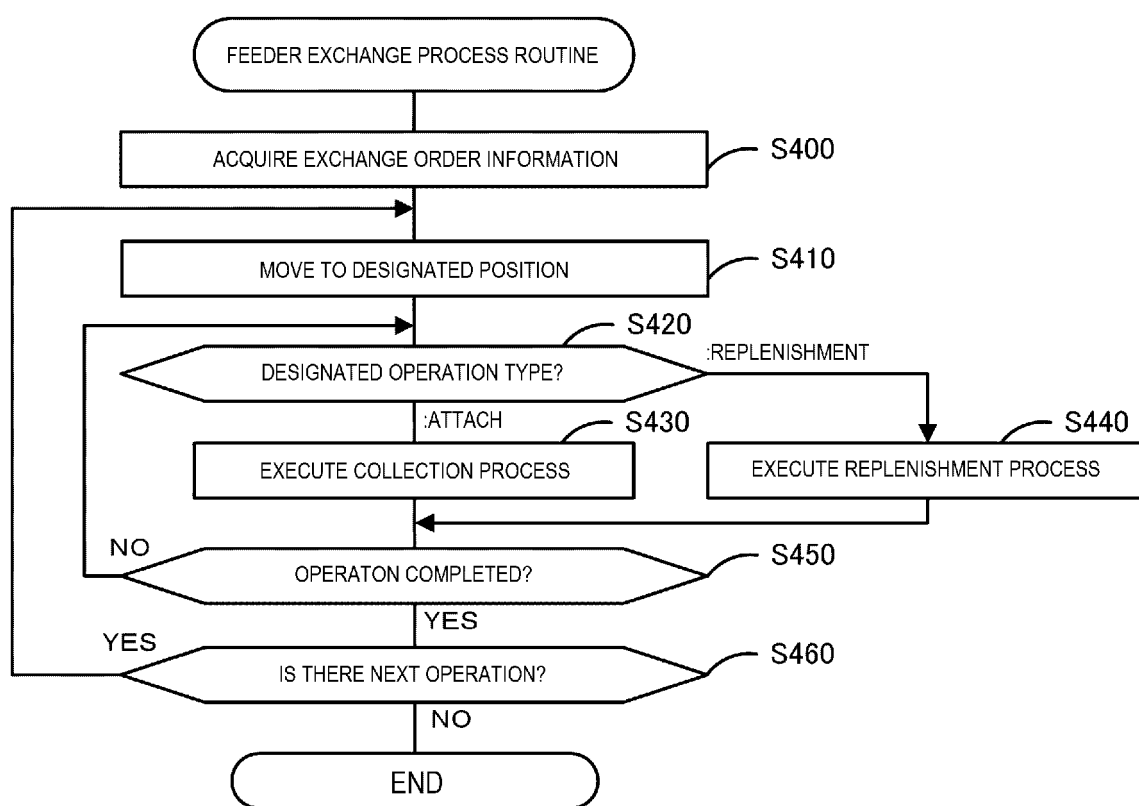 FEEDER EXCHANGE PROCESS ROUTINE
ACQUIRE EXCHANGE ORDER INFORMATION
S400
MOVE TO DESIGNATED POSITION
S410
S420
DESIGNATED OPERATION TYPE?
:REPLENISHMENT
:ATTACH
S430
S440
EXECUTE COLLECTION PROCESS
EXECUTE REPLENISHMENT PROCESS
NO
OPERATON COMPLETED?
S450
YES
YES
IS THERE NEXT OPERATION?
S460
NO
END